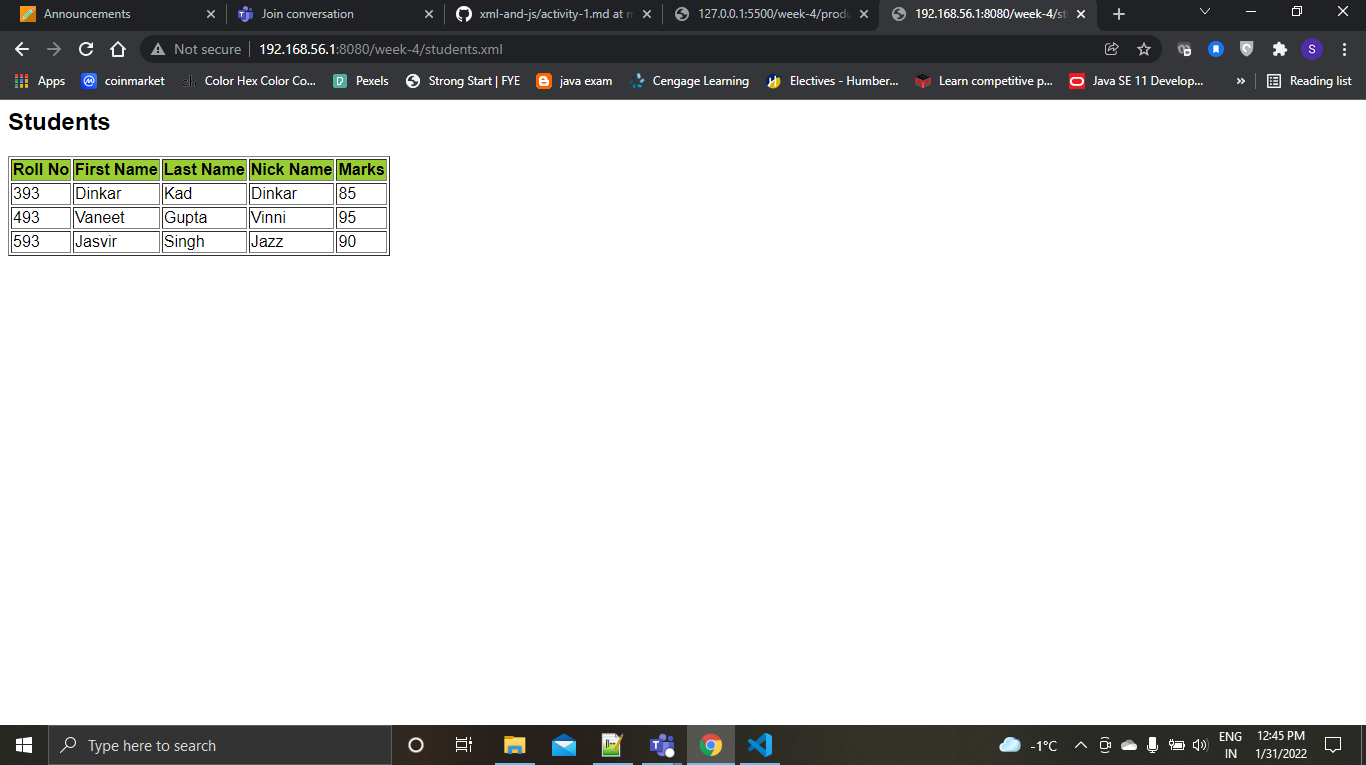 Announcements
Join conversation
xml-and-js/activity-1.md at m
127.0.0.1:5500/week-4/produ
192.168.56.1:8080/week-4/st
Not secure | 192.168.56.1:8080/week-4/students.xml
S
Apps coinmarket Color Hex Color Co... Pexels Strong Start | FYE java exam Cengage Learning Electives - Humber... Learn competitive p... Java SE 11 Develop... » Reading list
Students
Roll No First Name Last Name Nick Name Marks
393 Dinkar Kad Dinkar 85
493 Vaneet Gupta Vinni 95
593 Jasvir Singh Jazz 90
Type here to search
-1°C
ENG
IN
12:45 PM
1/31/2022